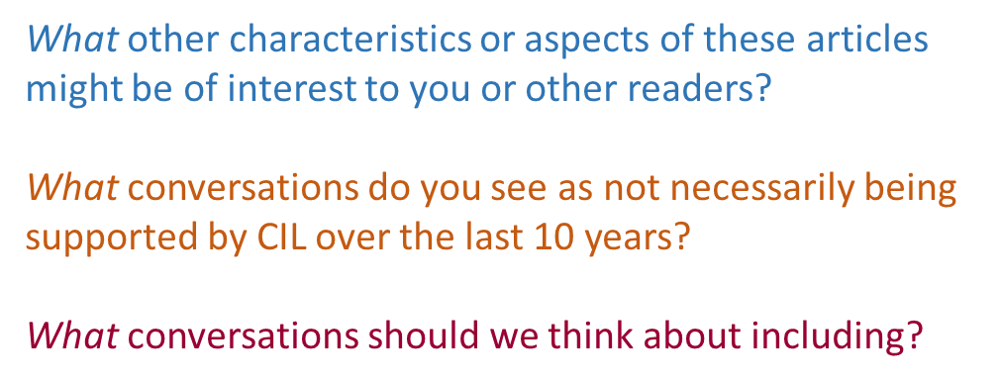 What other characteristics or aspects of these articles
might be of interest to you or other readers?
What conversations do you see as not necessarily being
supported by CIL over the last 10 years?
What conversations should we think about including?